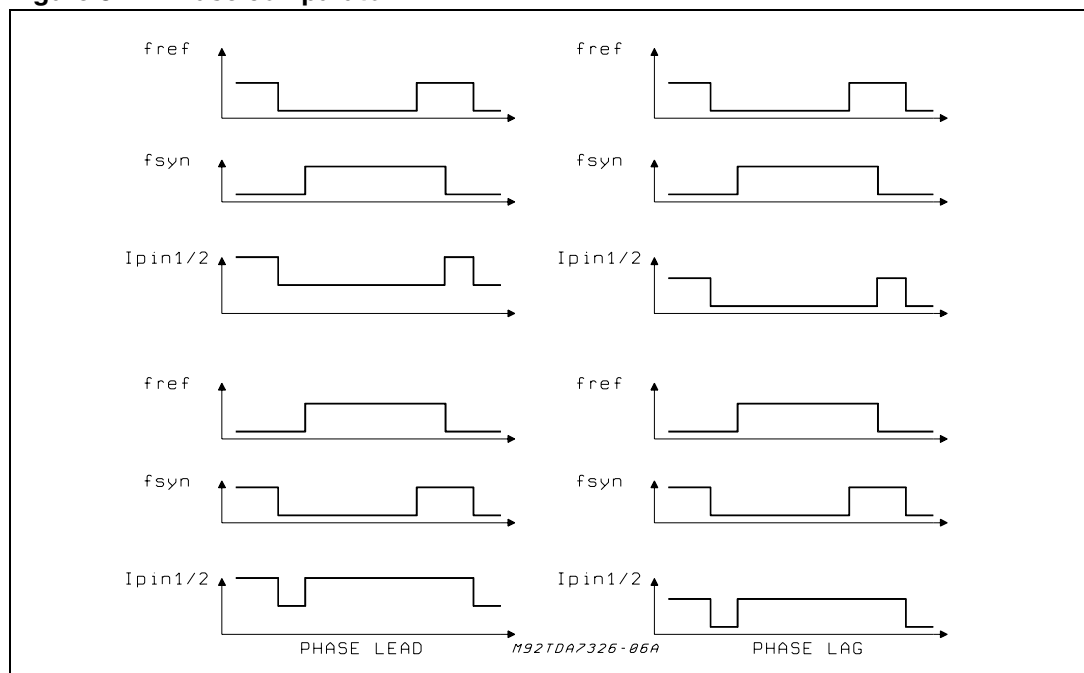 fref fref
fsyn fsyn
Ipin1/2 Ipin1/2
fref fref
fsyn fsyn
Ipin1/2 Ipin1/2
PHASE LEAD M92TDA7326-06A PHASE LAG